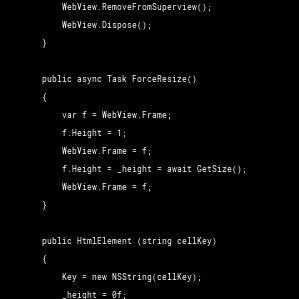 WebView.RemoveFromSuperview();
WebView.Dispose();
}
public async Task ForceResize()
{
var f = WebView.Frame;
f.Height = 1;
WebView.Frame = f;
f.Height = _height = await GetSize();
WebView.Frame = f;
}
public HtmlElement (string cellKey)
{
Key = new NSString(cellKey);
_height = 0f;